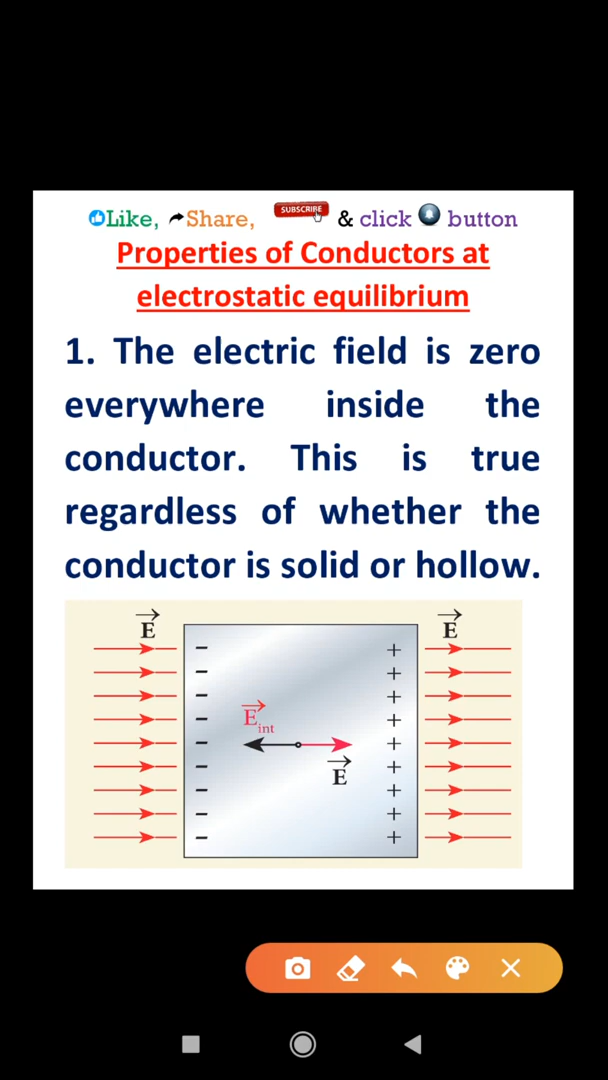 Like, Share, SUBSCRIBE & click button
Properties of Conductors at
electrostatic equilibrium
1. The electric field is zero
everywhere inside the
conductor. This is true
regardless of whether the
conductor is solid or hollow.
E E
- +
- +
- +
- +
E int
- +
E
- +
- +
- +
- +